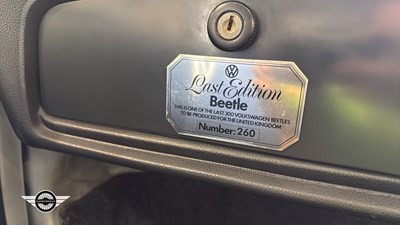 Last Edition
Beetle
THIS IS ONE OF THE LAST 300 VOLKSWAGEN BEETLES
TO BE PRODUCED FOR THE UNITED KINGDOM
Number: 260